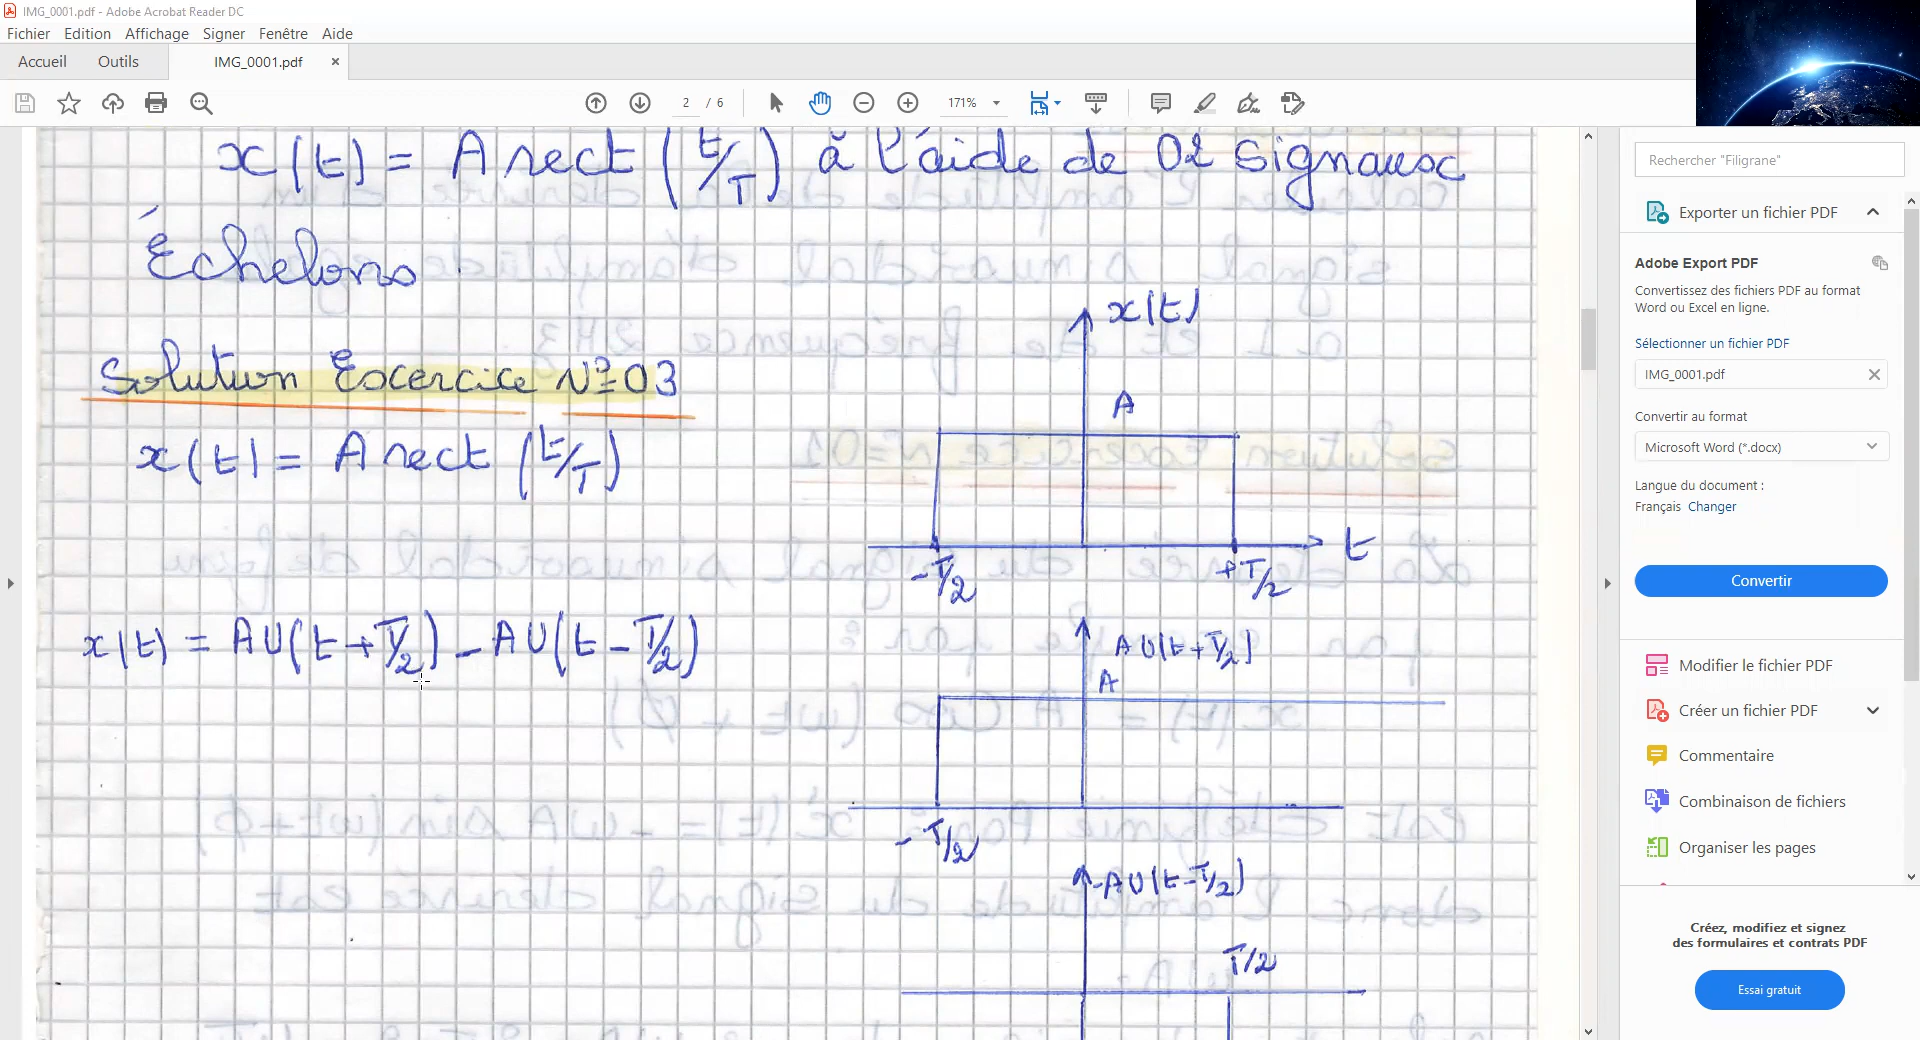 IMG_0001.pdf - Adobe Acrobat Reader DC
Fichier Edition Affichage Signer Fenêtre Aide
Accueil Outils IMG_0001.pdf ×
2 / 6 171%
x(t) = A rect (t/T) à l'aide de 02 signaux
Échelons
Solution Exercice N°=03
x(t) = A rect (t/T)
x(t)
A
t
-T/2
+T/2
x(t) = AU(t+T/2) - AU(t-T/2)
AU(t+T/2)
A
-T/2
-AU(t-T/2)
T/2
Rechercher "Filigrane"
Exporter un fichier PDF
Adobe Export PDF
Convertissez des fichiers PDF au format
Word ou Excel en ligne.
Sélectionner un fichier PDF
IMG_0001.pdf
Convertir au format
Microsoft Word (*.docx)
Langue du document :
Français Changer
Convertir
Modifier le fichier PDF
Créer un fichier PDF
Commentaire
Combinaison de fichiers
Organiser les pages
Créez, modifiez et signez
des formulaires et contrats PDF
Essai gratuit